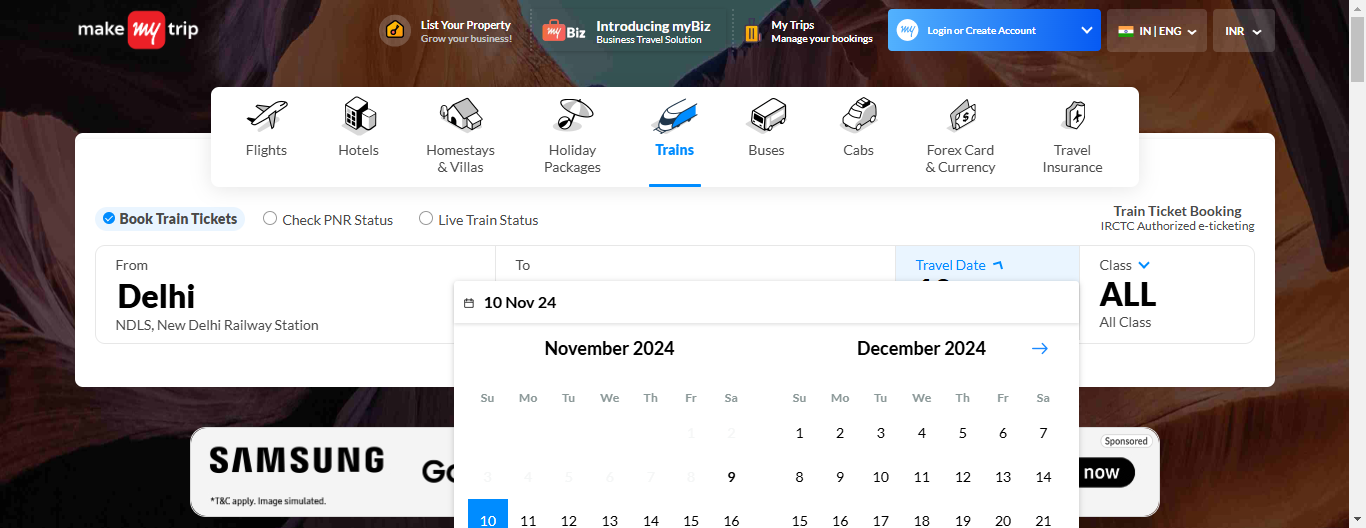 make my trip
List Your Property
Grow your business!
my Biz
Introducing myBiz
Business Travel Solution
My Trips
Manage your bookings
my Login or Create Account
IN | ENG
INR
Flights
Hotels
Homestays
& Villas
Holiday
Packages
Trains
Buses
Cabs
Forex Card
& Currency
Travel
Insurance
Book Train Tickets
Check PNR Status
Live Train Status
Train Ticket Booking
IRCTC Authorized e-ticketing
From
Delhi
NDLS, New Delhi Railway Station
To
Travel Date
Class
ALL
All Class
10 Nov 24
November 2024
December 2024
Su Mo Tu We Th Fr Sa
1 2
3 4 5 6 7 8 9
10 11 12 13 14 15 16
Su Mo Tu We Th Fr Sa
1 2 3 4 5 6 7
8 9 10 11 12 13 14
15 16 17 18 19 20 21
SAMSUNG
*T&C apply. Image simulated.
Sponsored
now